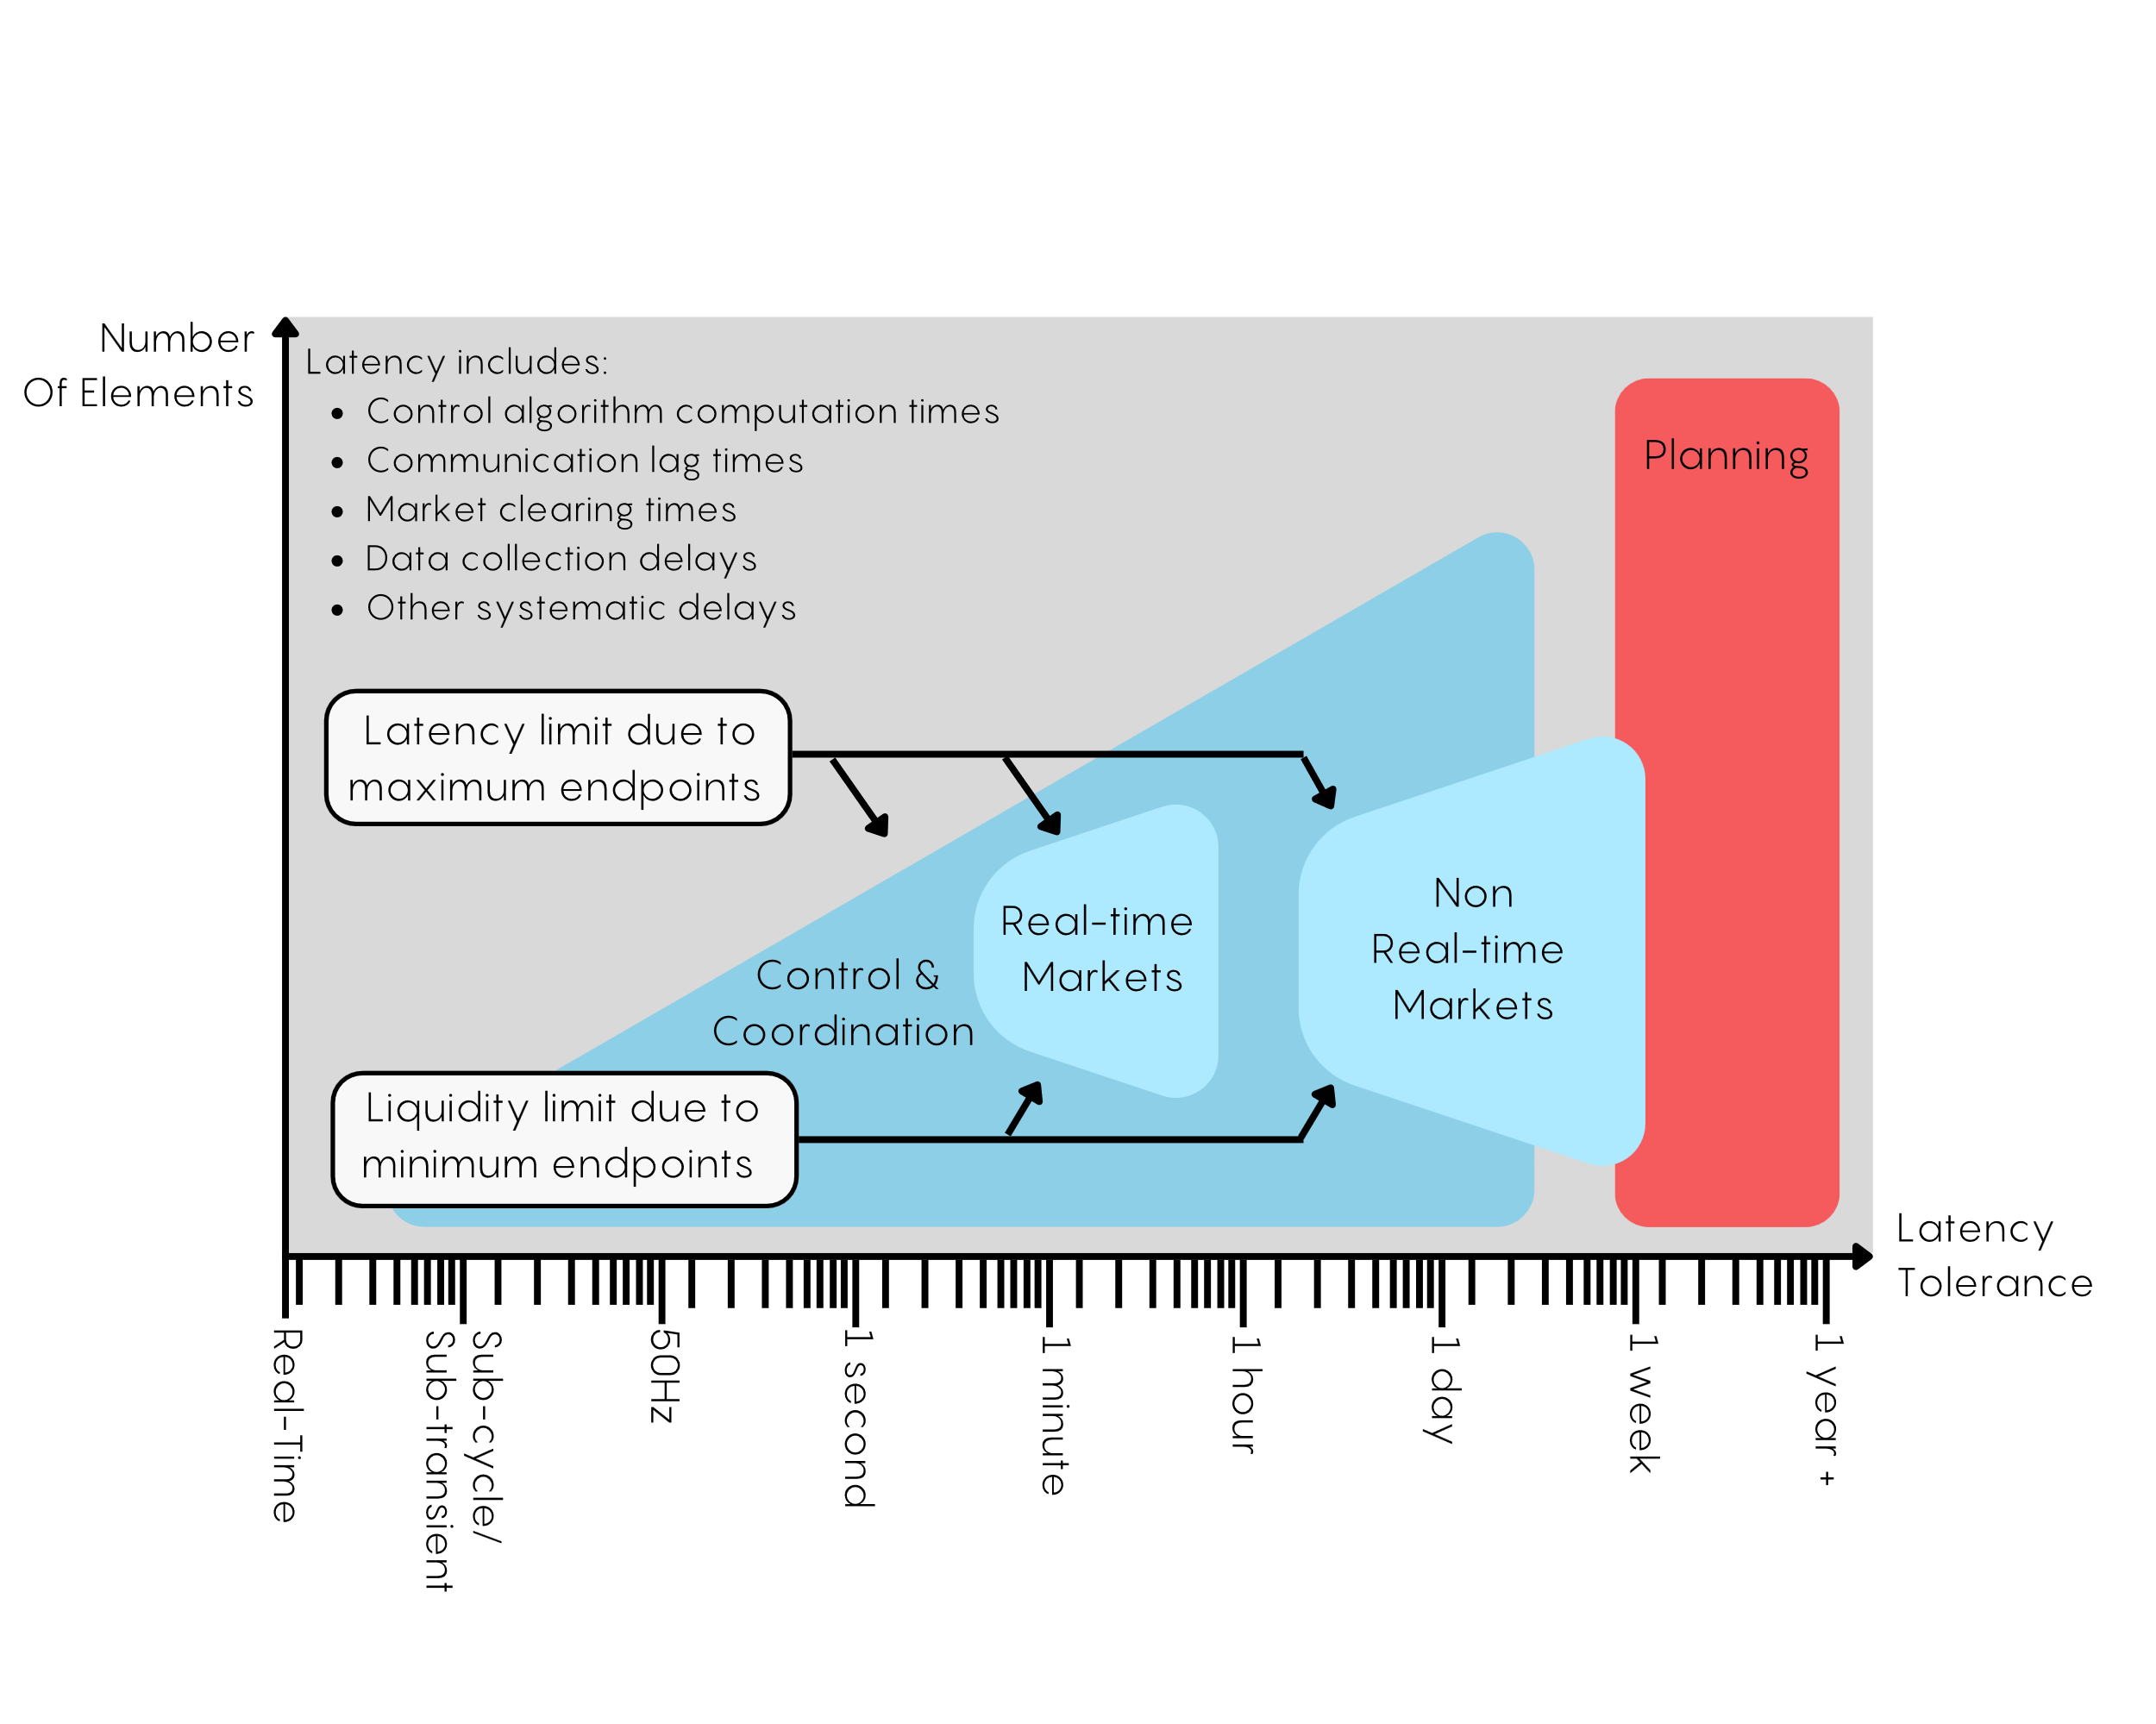 Number
Of Elements
Latency includes:
• Control algorithm computation times
• Communication lag times
• Market clearing times
• Data collection delays
• Other systematic delays
Planning
Latency limit due to
maximum endpoints
Real-time
Markets
Non
Real-time
Markets
Control &
Coordination
Liquidity limit due to
minimum endpoints
Latency
Tolerance
Real-Time
Sub-cycle/
Sub-transient
50Hz
1 second
1 minute
1 hour
1 day
1 week
1 year +